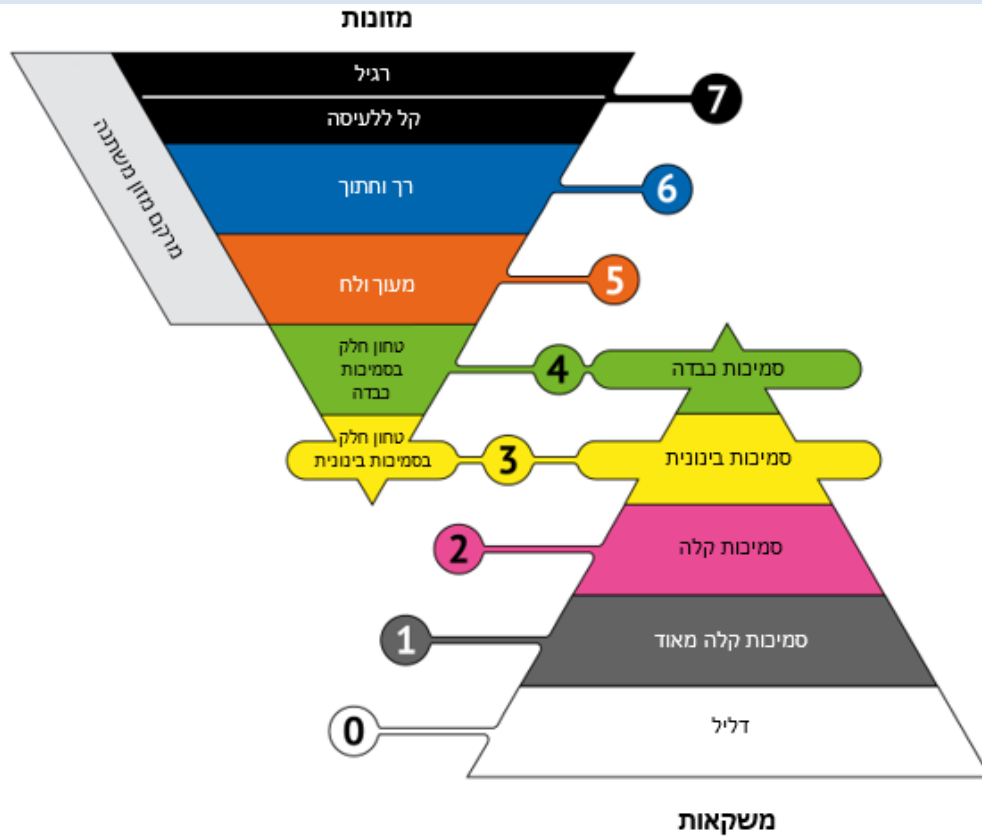 מזונות
רגיל
7
קל ללעיסה
מרקם מזון משתנה
רך וחתוך
6
מעוך ולח
5
טחון חלק
בסמיכות
כבדה
4
סמיכות כבדה
טחון חלק
בסמיכות בינונית
3
סמיכות בינונית
2
סמיכות קלה
1
סמיכות קלה מאוד
0
דליל
משקאות